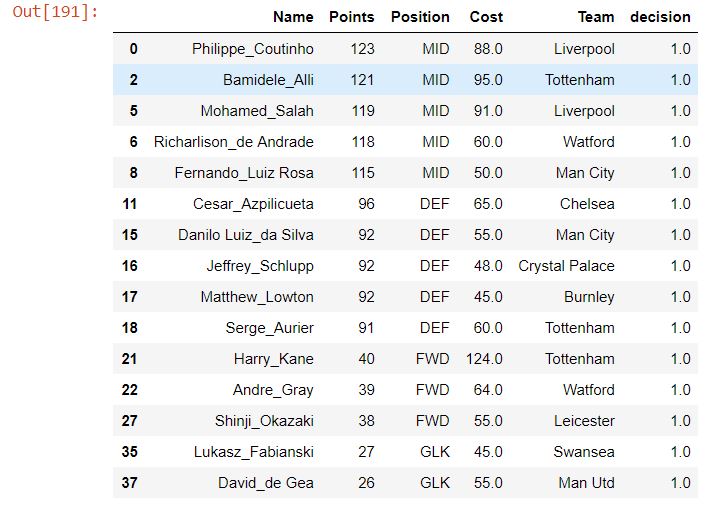 Out[191]:
Name Points Position Cost Team decision
0 Philippe_Coutinho 123 MID 88.0 Liverpool 1.0
2 Bamidele_Alli 121 MID 95.0 Tottenham 1.0
5 Mohamed_Salah 119 MID 91.0 Liverpool 1.0
6 Richarlison_de Andrade 118 MID 60.0 Watford 1.0
8 Fernando_Luiz Rosa 115 MID 50.0 Man City 1.0
11 Cesar_Azpilicueta 96 DEF 65.0 Chelsea 1.0
15 Danilo Luiz_da Silva 92 DEF 55.0 Man City 1.0
16 Jeffrey_Schlupp 92 DEF 48.0 Crystal Palace 1.0
17 Matthew_Lowton 92 DEF 45.0 Burnley 1.0
18 Serge_Aurier 91 DEF 60.0 Tottenham 1.0
21 Harry_Kane 40 FWD 124.0 Tottenham 1.0
22 Andre_Gray 39 FWD 64.0 Watford 1.0
27 Shinji_Okazaki 38 FWD 55.0 Leicester 1.0
35 Lukasz_Fabianski 27 GLK 45.0 Swansea 1.0
37 David_de Gea 26 GLK 55.0 Man Utd 1.0